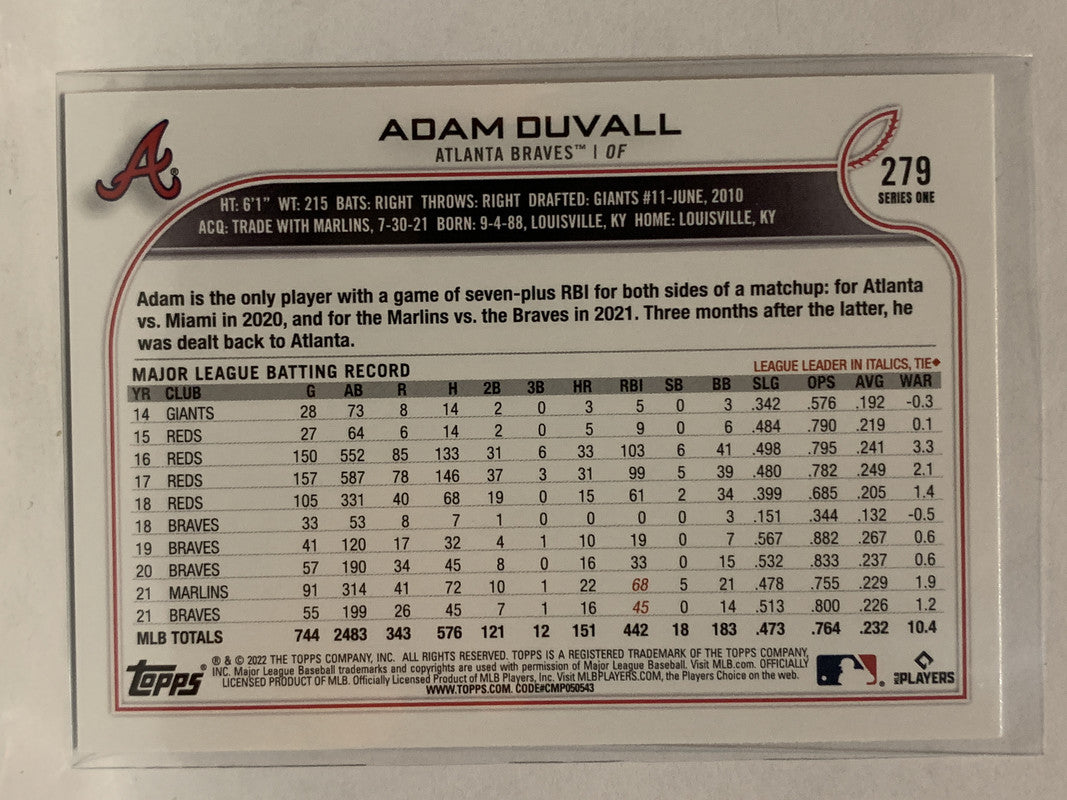 ADAM DUVALL
ATLANTA BRAVES™ | OF
A®
279
SERIES ONE
HT: 6'1" WT: 215 BATS: RIGHT THROWS: RIGHT DRAFTED: GIANTS #11-JUNE, 2010
ACQ: TRADE WITH MARLINS, 7-30-21 BORN: 9-4-88, LOUISVILLE, KY HOME: LOUISVILLE, KY
Adam is the only player with a game of seven-plus RBI for both sides of a matchup: for Atlanta
vs. Miami in 2020, and for the Marlins vs. the Braves in 2021. Three months after the latter, he
was dealt back to Atlanta.
MAJOR LEAGUE BATTING RECORD LEAGUE LEADER IN ITALICS, TIE♦
YR CLUB G AB R H 2B 3B HR RBI SB BB SLG OPS AVG WAR
14 GIANTS 28 73 8 14 2 0 3 5 0 3 .342 .576 .192 -0.3
15 REDS 27 64 6 14 2 0 5 9 0 6 .484 .790 .219 0.1
16 REDS 150 552 85 133 31 6 33 103 6 41 .498 .795 .241 3.3
17 REDS 157 587 78 146 37 3 31 99 5 39 .480 .782 .249 2.1
18 REDS 105 331 40 68 19 0 15 61 2 34 .399 .685 .205 1.4
18 BRAVES 33 53 8 7 1 0 0 0 0 3 .151 .344 .132 -0.5
19 BRAVES 41 120 17 32 4 1 10 19 0 7 .567 .882 .267 0.6
20 BRAVES 57 190 34 45 8 0 16 33 0 15 .532 .833 .237 0.6
21 MARLINS 91 314 41 72 10 1 22 68 5 21 .478 .755 .229 1.9
21 BRAVES 55 199 26 45 7 1 16 45 0 14 .513 .800 .226 1.2
MLB TOTALS 744 2483 343 576 121 12 151 442 18 183 .473 .764 .232 10.4
Topps®
® & © 2022 THE TOPPS COMPANY, INC. ALL RIGHTS RESERVED. TOPPS IS A REGISTERED TRADEMARK OF THE TOPPS COMPANY,
INC. Major League Baseball trademarks and copyrights are used with permission of Major League Baseball. Visit MLB.com. OFFICIALLY
LICENSED PRODUCT OF MLB. Officially Licensed Product of MLB Players, Inc. Visit MLBPLAYERS.COM, the Players Choice on the web.
WWW.TOPPS.COM. CODE#CMP050543
MLB PLAYERS